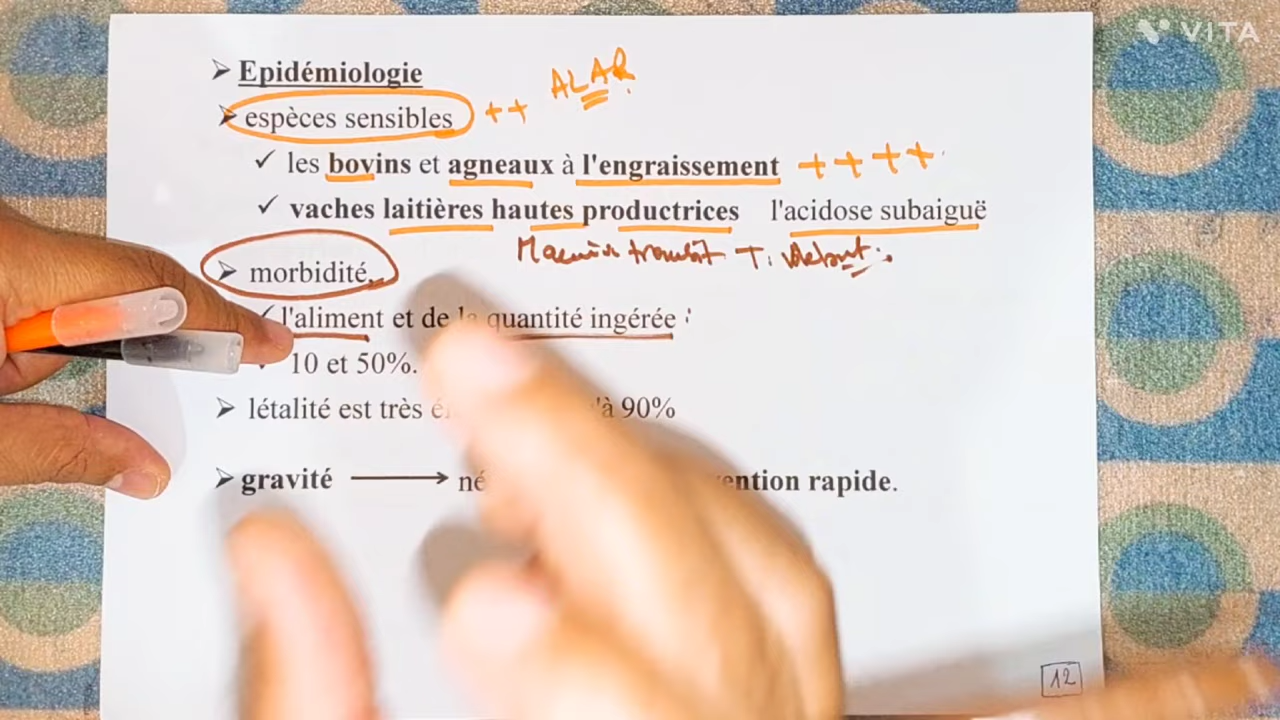 VITA
➤ Epidémiologie
ALAR
➤ espèces sensibles ++
✓ les bovins et agneaux à l'engraissement ++++
✓ vaches laitières hautes productrices l'acidose subaiguë
T.
➤ morbidité
✓ l'aliment et de la quantité ingérée :
10 et 50%.
➤ létalité est très 'à 90%
➤ gravité → rapide.
12